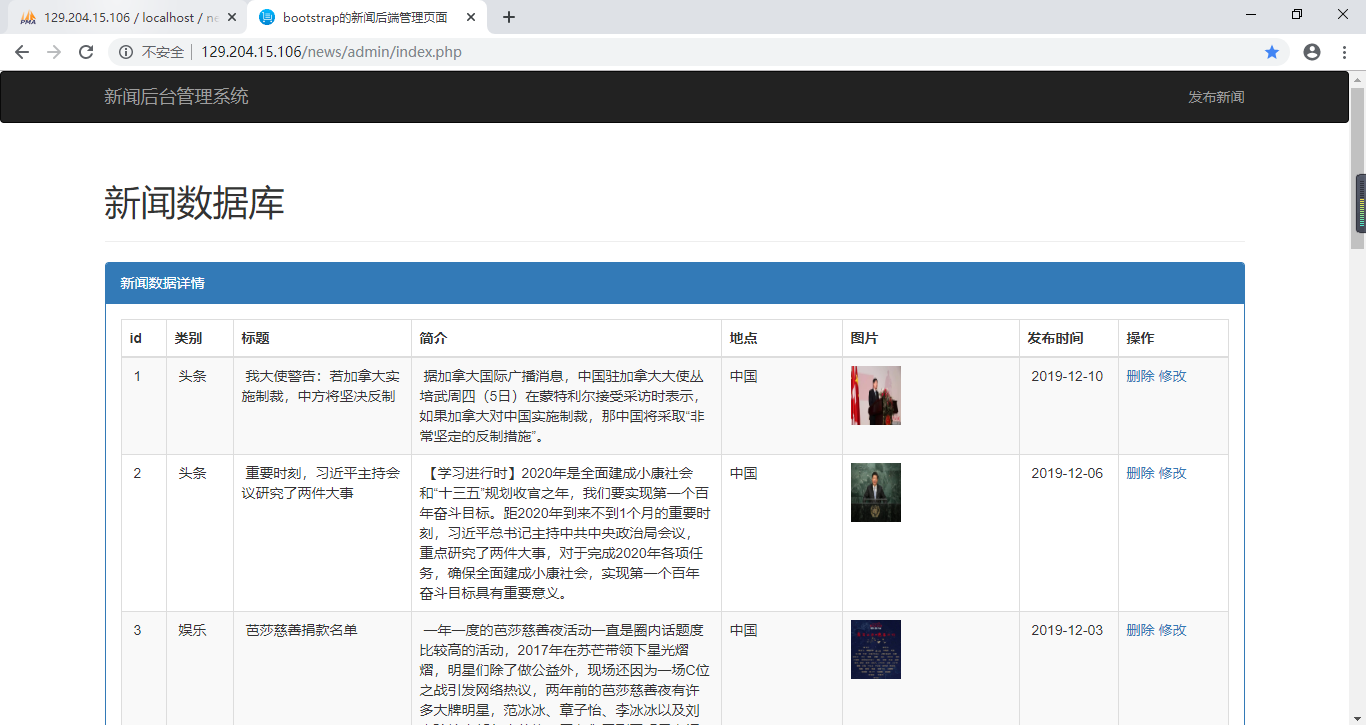 129.204.15.106 / localhost / ne
bootstrap的新闻后端管理页面
不安全 129.204.15.106/news/admin/index.php
新闻后台管理系统
发布新闻
新闻数据库
新闻数据详情
id 类别 标题 简介 地点 图片 发布时间 操作
1 头条
我大使警告：若加拿大实
施制裁，中方将坚决反制
据加拿大国际广播消息，中国驻加拿大大使丛
培武周四（5日）在蒙特利尔接受采访时表示，
如果加拿大对中国实施制裁，那中国将采取“非
常坚定的反制措施”。
中国
2019-12-10
删除 修改
2 头条
重要时刻，习近平主持会
议研究了两件大事
【学习进行时】2020年是全面建成小康社会
和“十三五”规划收官之年，我们要实现第一个百
年奋斗目标。距2020年到来不到1个月的重要时
刻，习近平总书记主持中共中央政治局会议，
重点研究了两件大事，对于完成2020年各项任
务，确保全面建成小康社会，实现第一个百年
奋斗目标具有重要意义。
中国
2019-12-06
删除 修改
3 娱乐
芭莎慈善捐款名单
一年一度的芭莎慈善夜活动一直是圈内话题度
比较高的活动，2017年在苏芒带领下星光熠
熠，明星们除了做公益外，现场还因为一场C位
之战引发网络热议，两年前的芭莎慈善夜有许
多大牌明星，范冰冰、章子怡、李冰冰以及刘
中国
2019-12-03
删除 修改